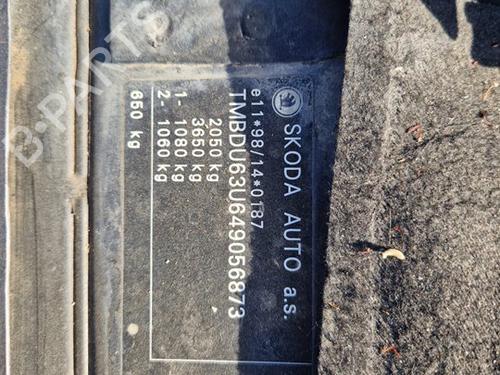 SKODA AUTO a.s.
e11*98/14*0187
TMBDU63U649056873
2050 kg
3650 kg
1- 1080 kg
2- 1060 kg
650 kg
B-PARTS